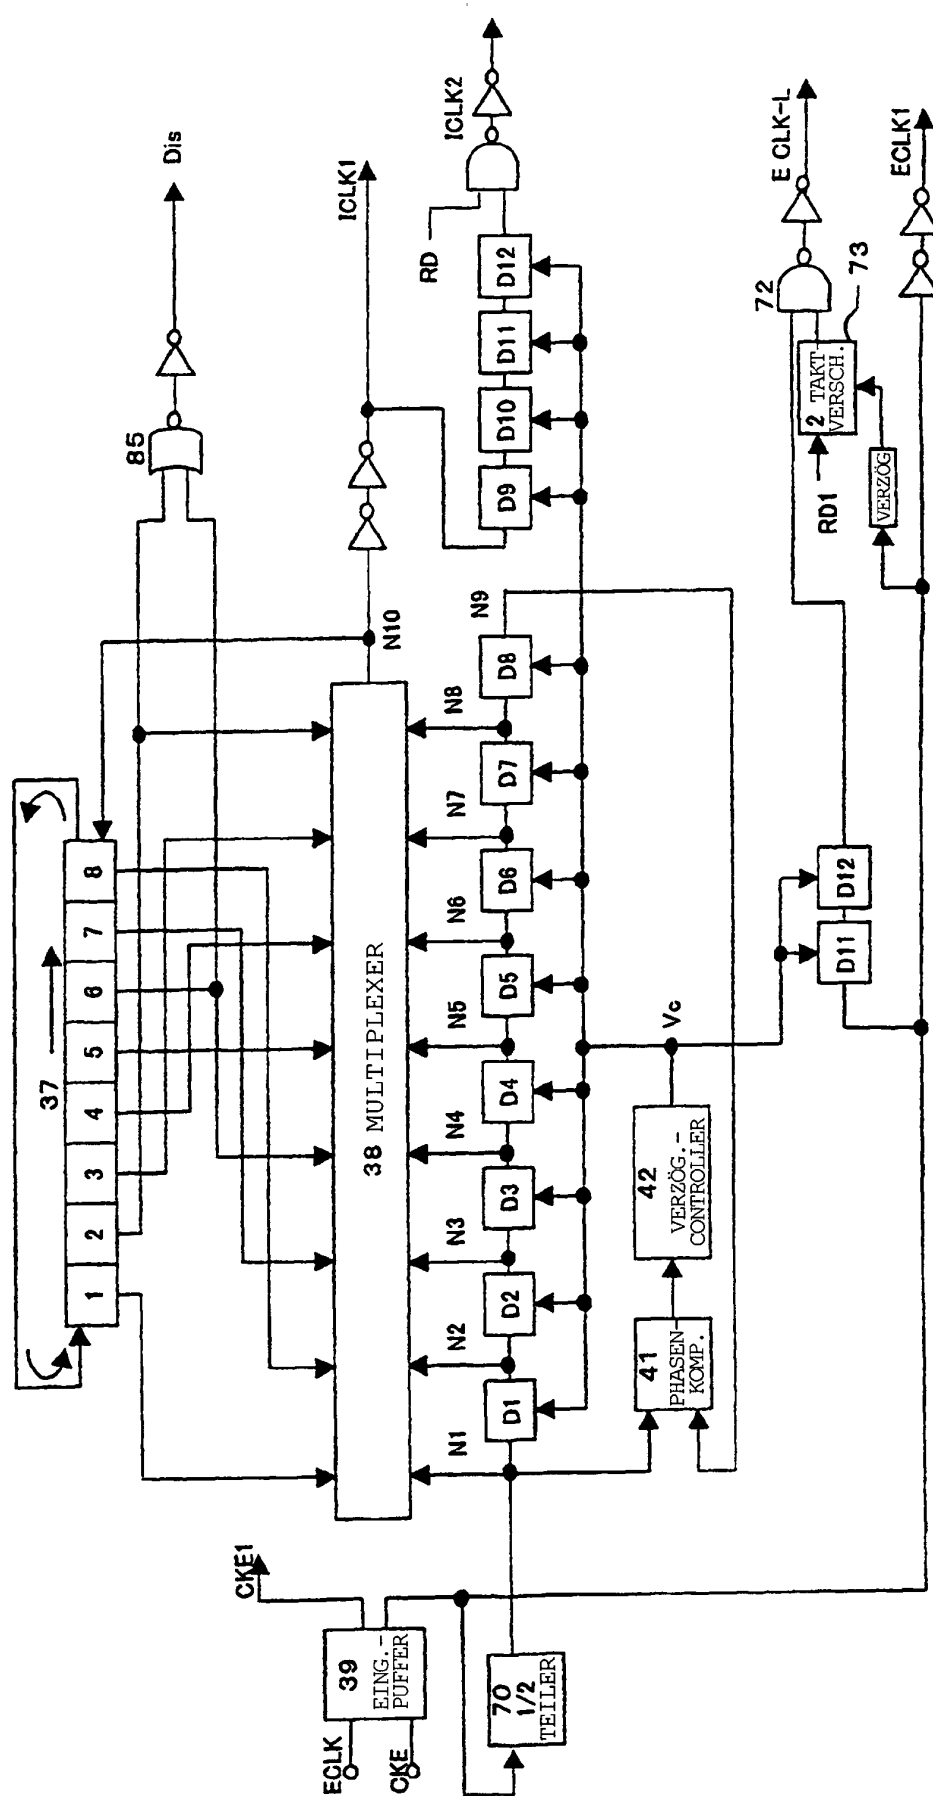 37
1 2 3 4 5 6 7 8
85
Dis
38 MULTIPLEXER
N10
ICLK1
N1 N2 N3 N4 N5 N6 N7 N8 N9
D1 D2 D3 D4 D5 D6 D7 D8
D9 D10 D11 D12
RD
ICLK2
CKE1
39
EING.-
PUFFER
ECLK
CKE
70
1/2
TEILER
41
PHASEN-
KOMP.
42
VERZÖG.-
CONTROLLER
Vc
D11 D12
RD1
2 TAKT-
VERSCH.
73
72
VERZÖG
E CLK-L
ECLK1